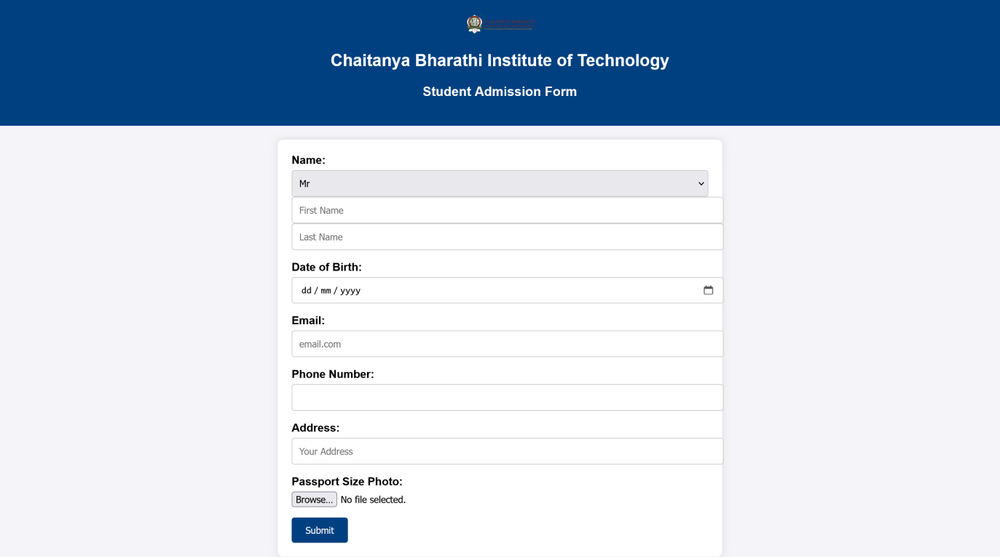 Chaitanya Bharathi Institute of Technology
Student Admission Form
Name:
Mr
First Name
Last Name
Date of Birth:
dd / mm / yyyy
Email:
email.com
Phone Number:
Address:
Your Address
Passport Size Photo:
Browse... No file selected.
Submit